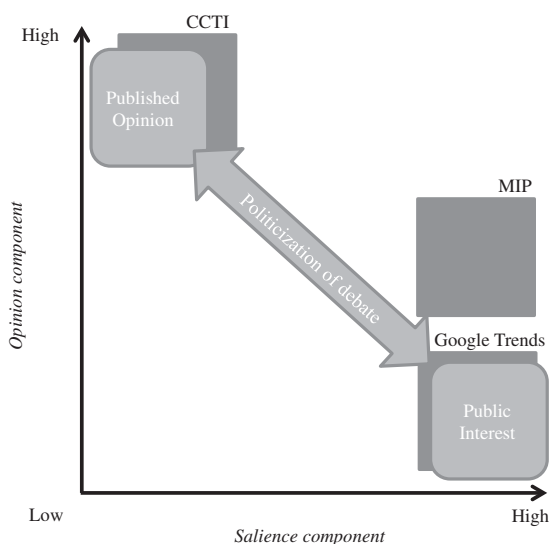 CCTI
High
Published
Opinion
Politicization of debate
MIP
Opinion component
Google Trends
Public
Interest
Low
High
Salience component